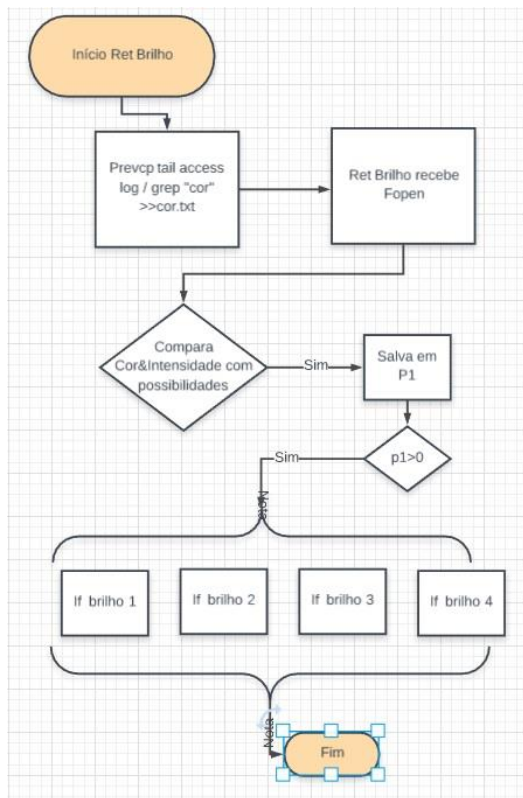 Início Ret Brilho
Prevcp tail access
log / grep "cor"
>>cor.txt
Ret Brilho recebe
Fopen
Compara
Cor&Intensidade com
possibilidades
Sim
Salva em
P1
p1>0
Sim
Nota
If brilho 1
If brilho 2
If brilho 3
If brilho 4
Nota
Fim